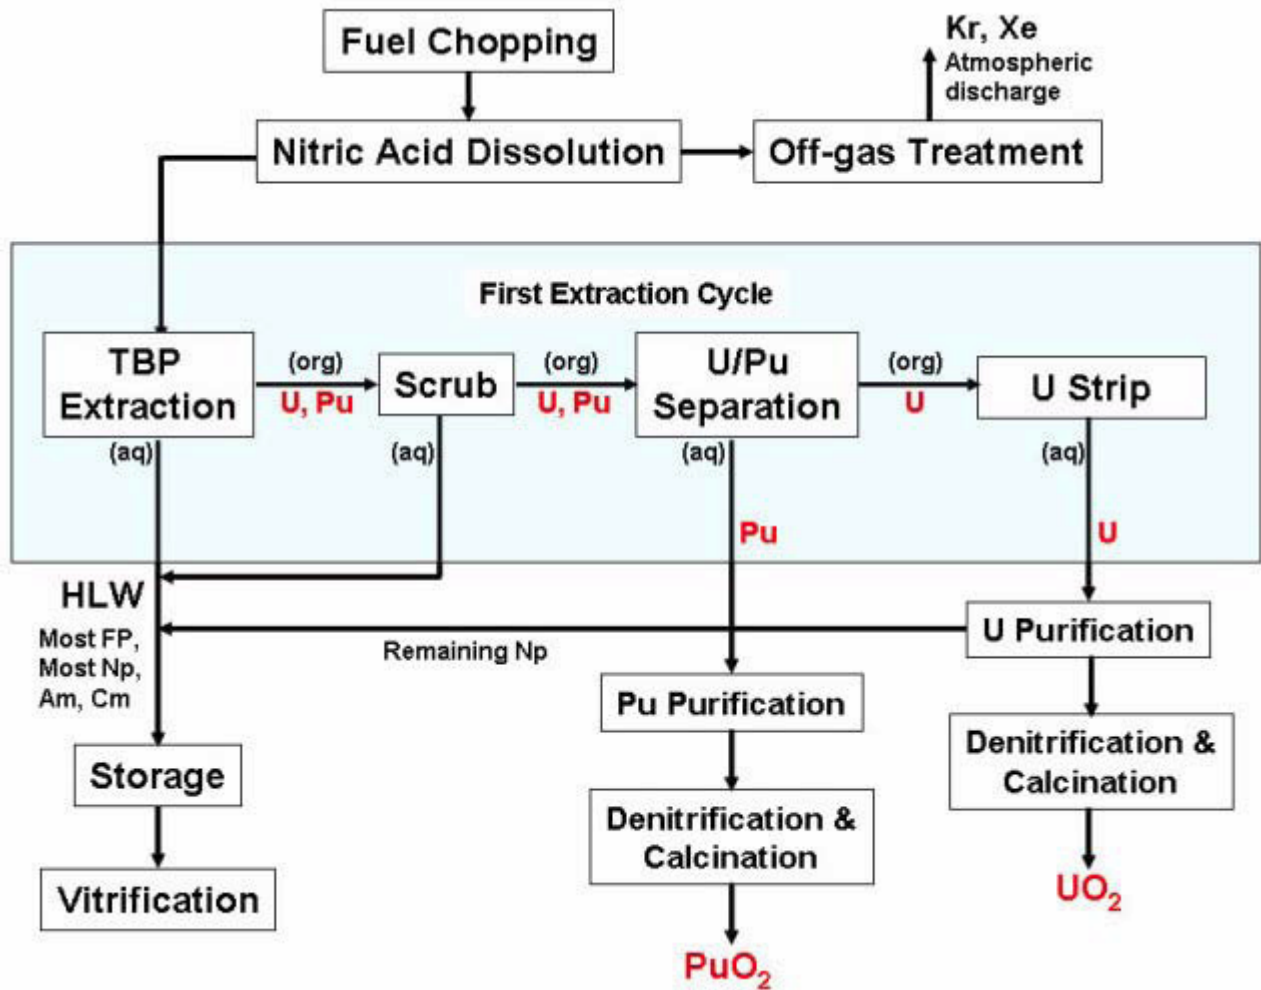 Fuel Chopping
Kr, Xe
Atmospheric
discharge
Nitric Acid Dissolution
Off-gas Treatment
First Extraction Cycle
TBP
Extraction
(org)
U, Pu
Scrub
(org)
U, Pu
U/Pu
Separation
(org)
U
U Strip
(aq)
(aq)
(aq)
(aq)
Pu
U
HLW
Most FP,
Most Np,
Am, Cm
Remaining Np
U Purification
Pu Purification
Denitrification &
Calcination
Storage
Denitrification &
Calcination
Vitrification
UO₂
PuO₂